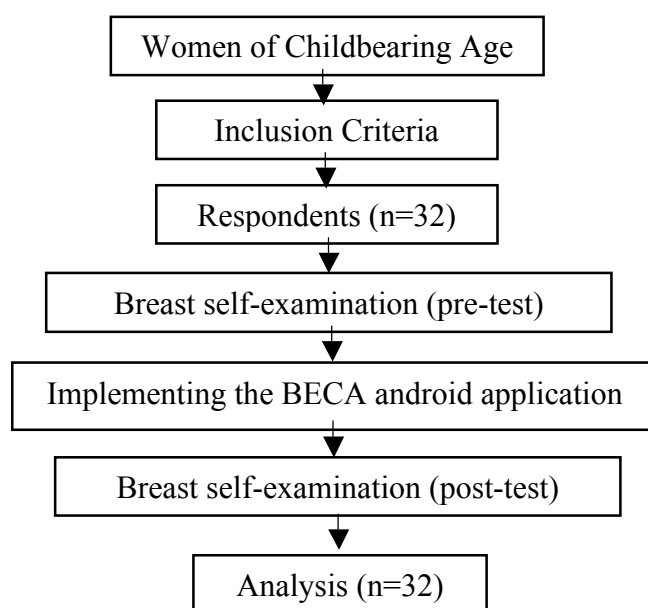 Women of Childbearing Age
Inclusion Criteria
Respondents (n=32)
Breast self-examination (pre-test)
Implementing the BECA android application
Breast self-examination (post-test)
Analysis (n=32)